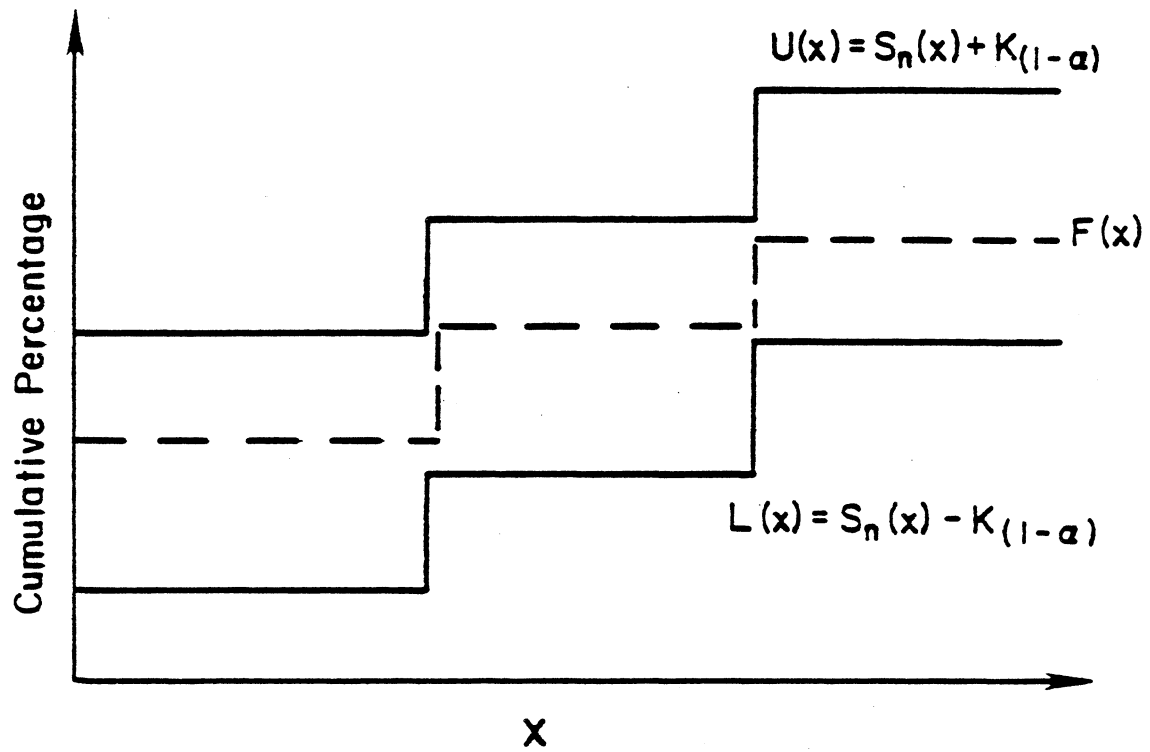 U(x) = Sn(x) + K(1-α)
F(x)
L(x) = Sn(x) - K(1-α)
Cumulative Percentage
X